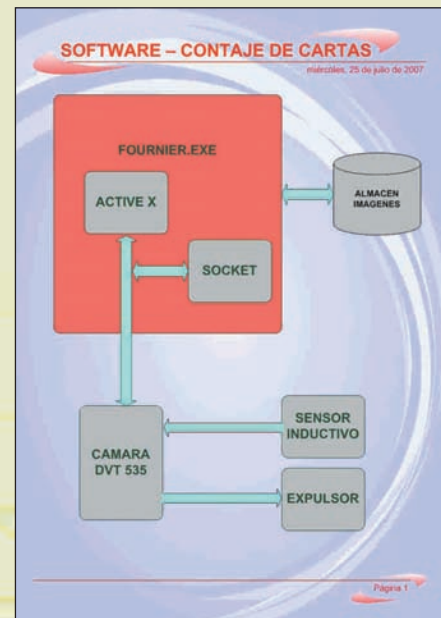 SOFTWARE – CONTAJE DE CARTAS
miércoles, 25 de julio de 2007
FOURNIER.EXE
ACTIVE X
ALMACEN
IMAGENES
SOCKET
CAMARA
DVT 535
SENSOR
INDUCTIVO
EXPULSOR
Página 1